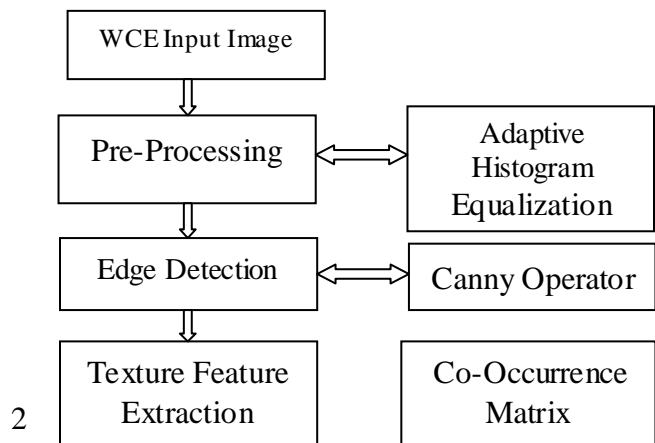 WCE Input Image
Pre-Processing
Adaptive
Histogram
Equalization
Edge Detection
Canny Operator
Texture Feature
Extraction
Co-Occurrence
Matrix
2